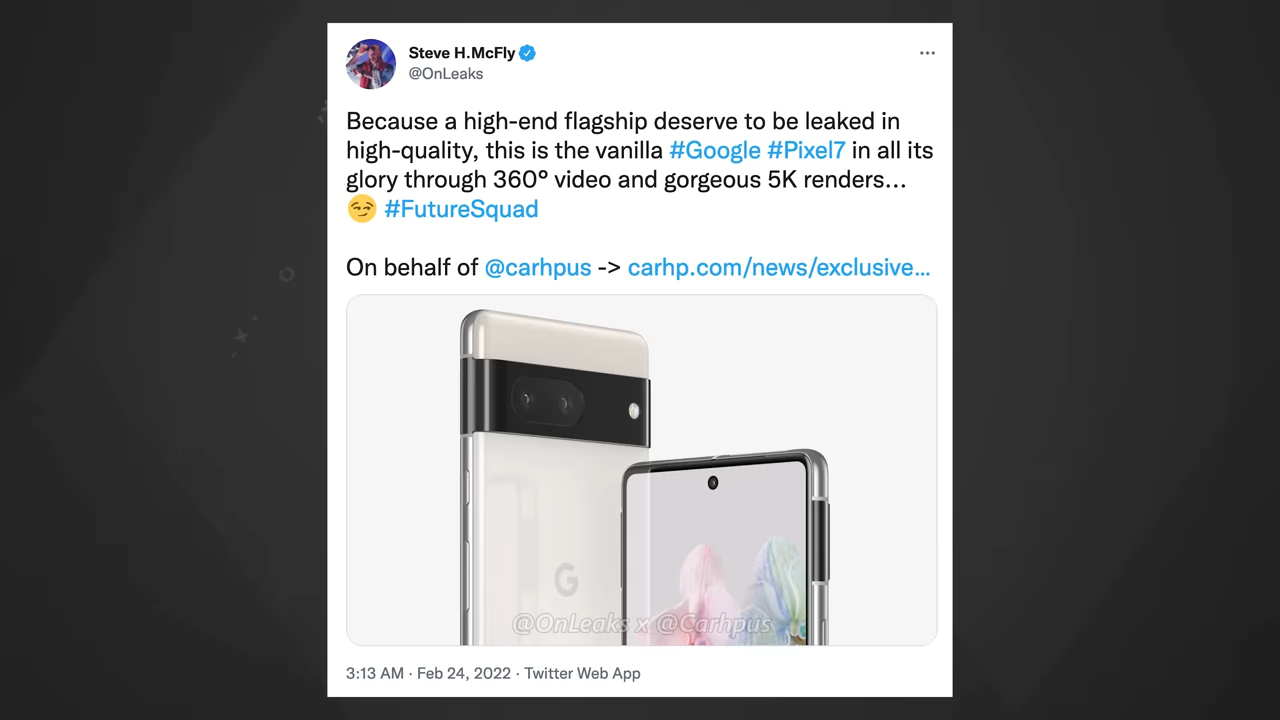 Steve H.McFly
@OnLeaks
Because a high-end flagship deserve to be leaked in
high-quality, this is the vanilla #Google #Pixel7 in all its
glory through 360° video and gorgeous 5K renders...
😏 #FutureSquad
On behalf of @carhpus -> carhp.com/news/exclusive...
G
@OnLeaks x @Carhpus
3:13 AM · Feb 24, 2022 · Twitter Web App